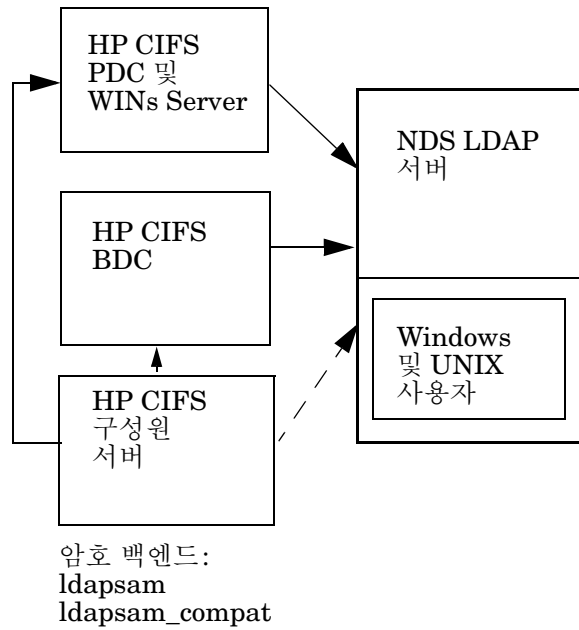 HP CIFS
PDC 및
WINs Server
NDS LDAP
서버
HP CIFS
BDC
Windows
및 UNIX
사용자
HP CIFS
구성원
서버
암호 백엔드:
ldapsam
ldapsam_compat